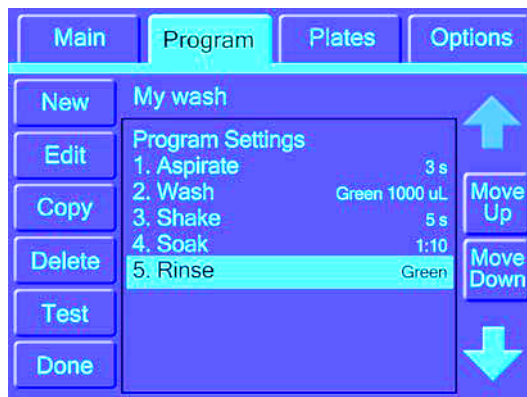 Main Program Plates Options
New
Edit
Copy
Delete
Test
Done
My wash
Program Settings
1. Aspirate 3 s
2. Wash Green 1000 uL
3. Shake 5 s
4. Soak 1:10
5. Rinse Green
Move
Up
Move
Down